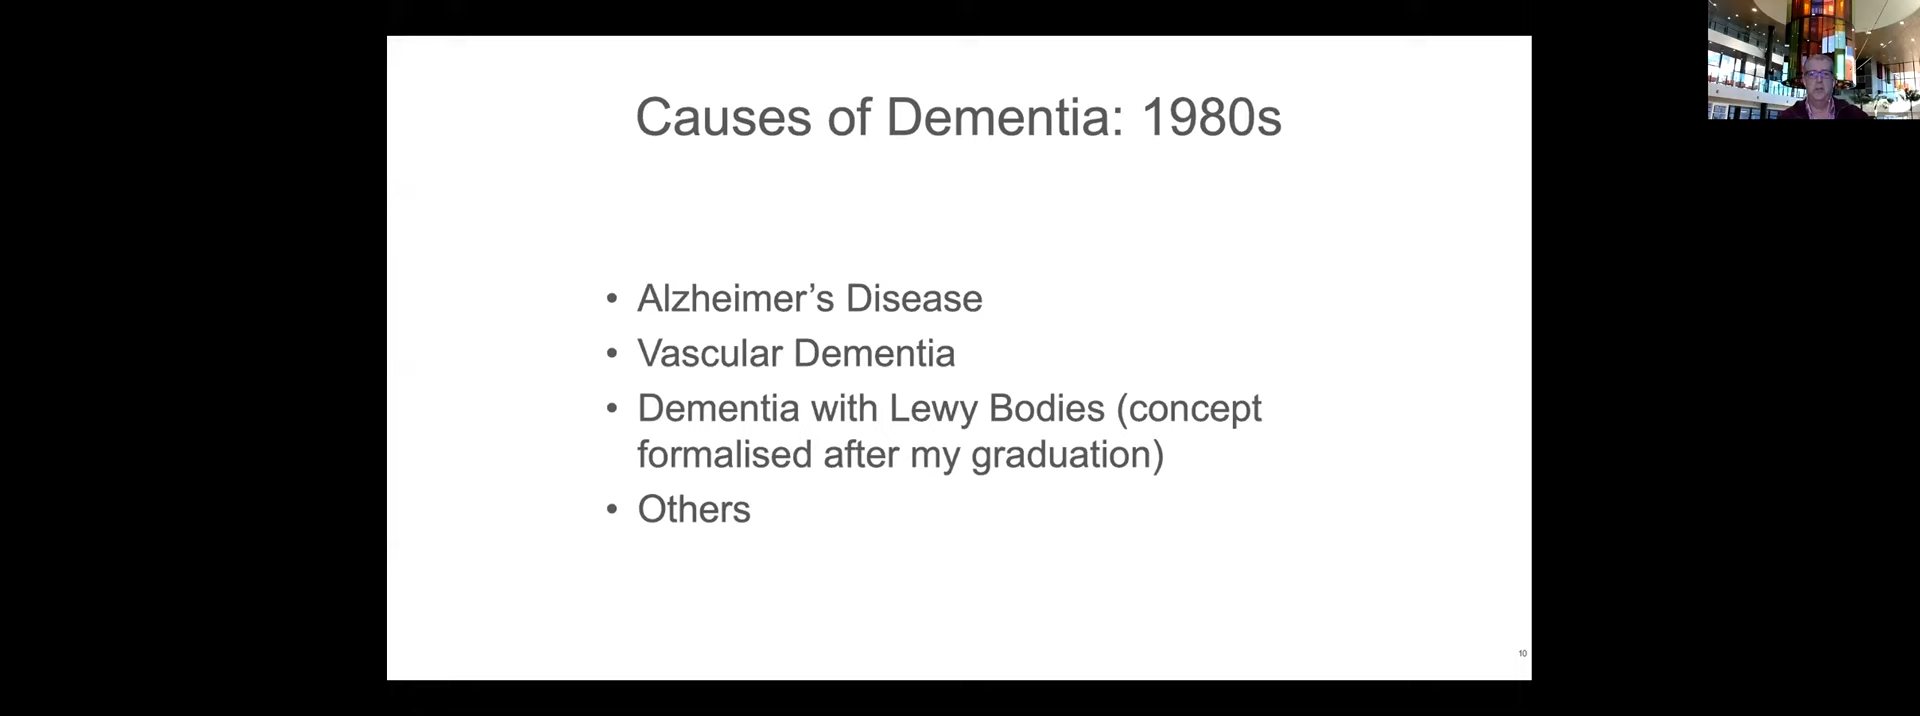 Causes of Dementia: 1980s
• Alzheimer’s Disease
• Vascular Dementia
• Dementia with Lewy Bodies (concept
formalised after my graduation)
• Others
10